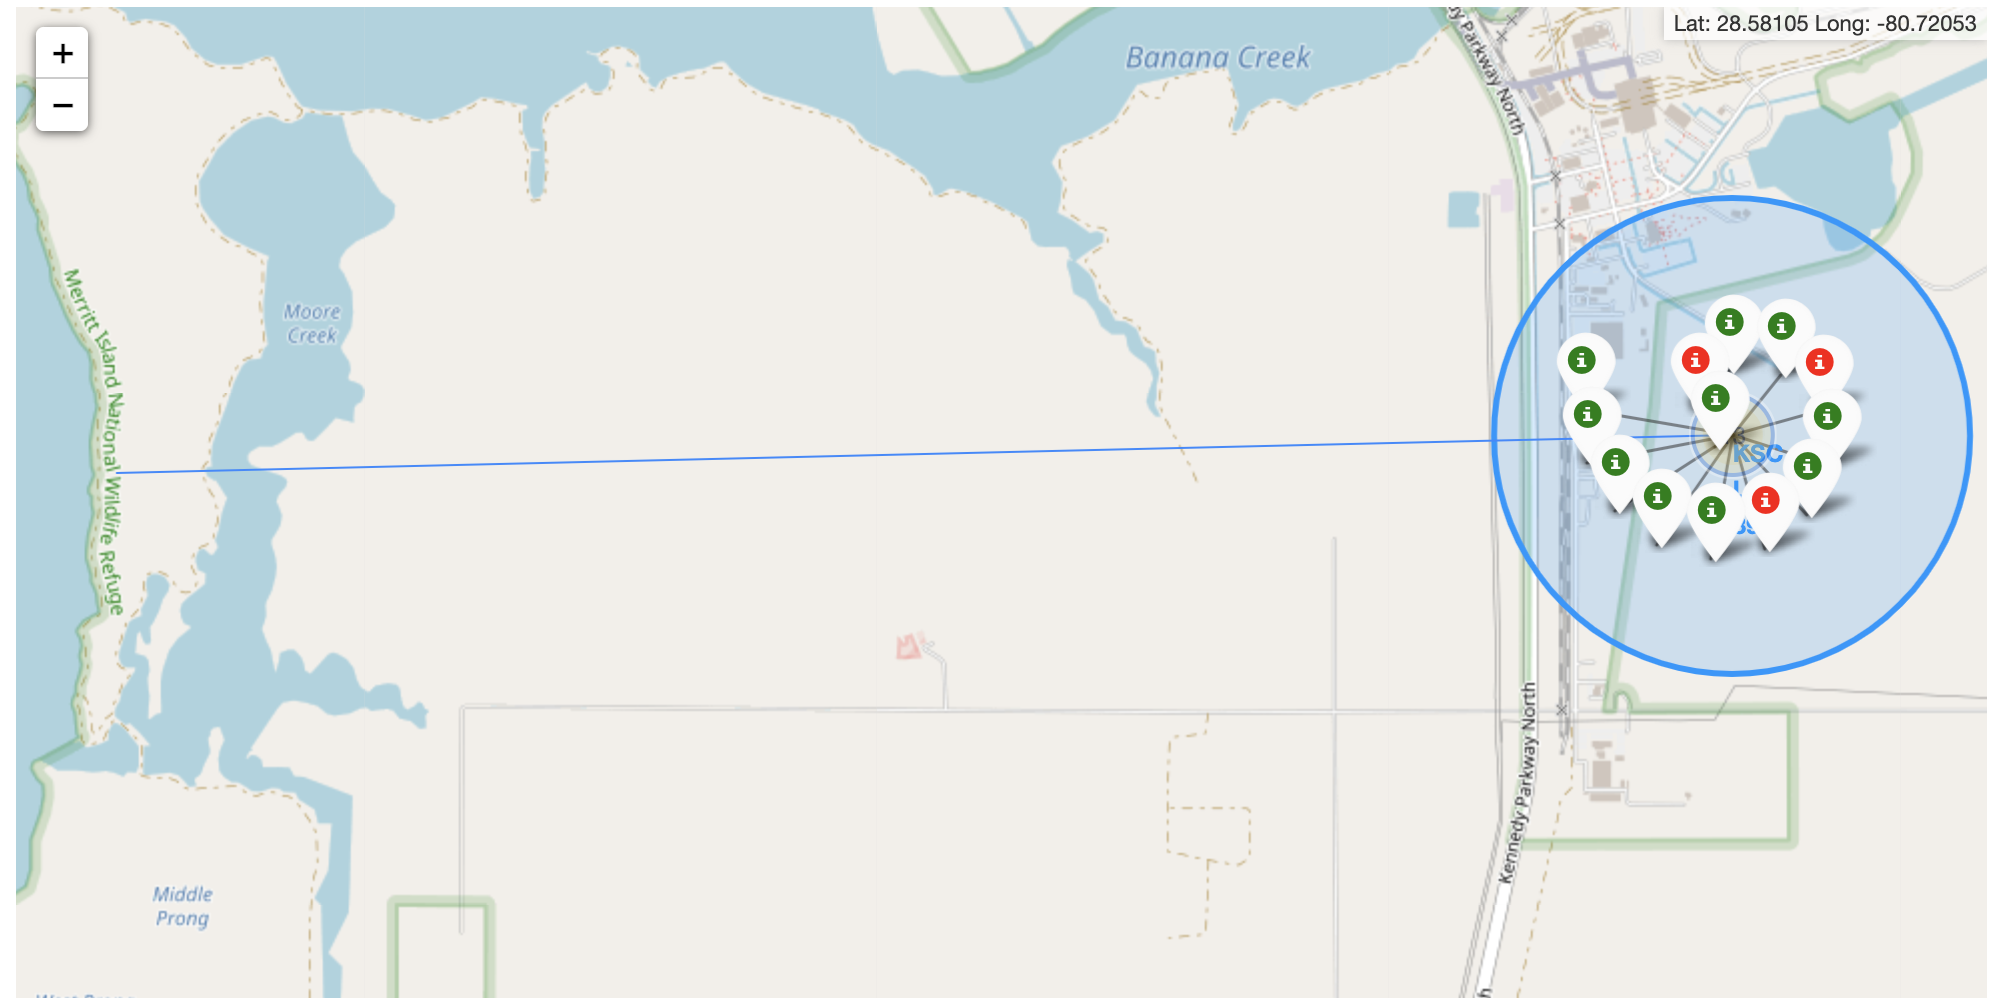 +
−
Lat: 28.58105 Long: -80.72053
Banana Creek
Parkway North
Moore
Creek
Merritt Island National Wildlife Refuge
KSC
Kennedy Parkway North
Middle
Prong